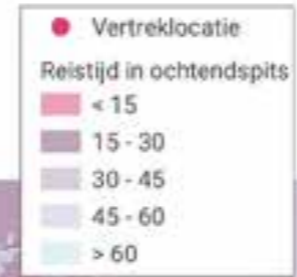 Vertreklocatie
Reistijd in ochtendspits
< 15
15 - 30
30 - 45
45 - 60
> 60